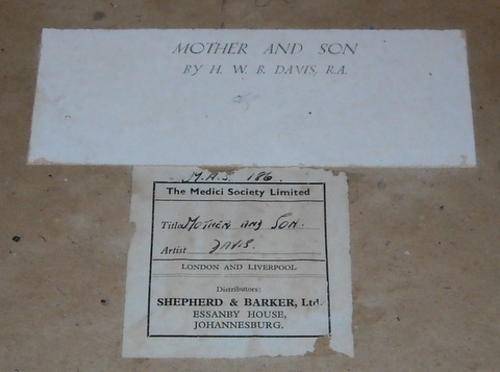 MOTHER AND SON
BY H. W. B. DAVIS, R.A.
M.A.S. 186.
The Medici Society Limited
Title MOTHER AND SON.
Artist DAVIS.
LONDON AND LIVERPOOL
Distributors:
SHEPHERD & BARKER, Ltd.
ESSANBY HOUSE,
JOHANNESBURG.